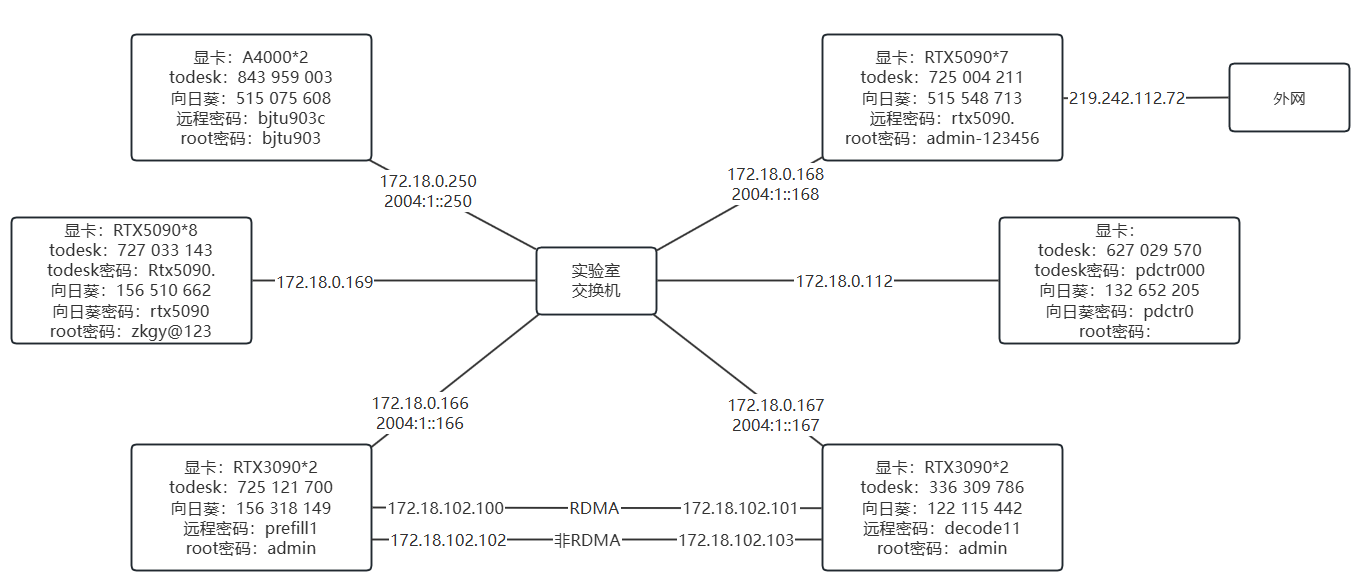 显卡：A4000*2
todesk：843 959 003
向日葵：515 075 608
远程密码：bjtu903c
root密码：bjtu903
显卡：RTX5090*7
todesk：725 004 211
向日葵：515 548 713
远程密码：rtx5090.
root密码：admin-123456
219.242.112.72
外网
172.18.0.250
2004:1::250
172.18.0.168
2004:1::168
显卡：RTX5090*8
todesk：727 033 143
todesk密码：Rtx5090.
向日葵：156 510 662
向日葵密码：rtx5090
root密码：zkgy@123
172.18.0.169
实验室
交换机
172.18.0.112
显卡：
todesk：627 029 570
todesk密码：pdctr000
向日葵：132 652 205
向日葵密码：pdctr0
root密码：
172.18.0.166
2004:1::166
172.18.0.167
2004:1::167
显卡：RTX3090*2
todesk：725 121 700
向日葵：156 318 149
远程密码：prefill1
root密码：admin
172.18.102.100
RDMA
172.18.102.101
172.18.102.102
非RDMA
172.18.102.103
显卡：RTX3090*2
todesk：336 309 786
向日葵：122 115 442
远程密码：decode11
root密码：admin